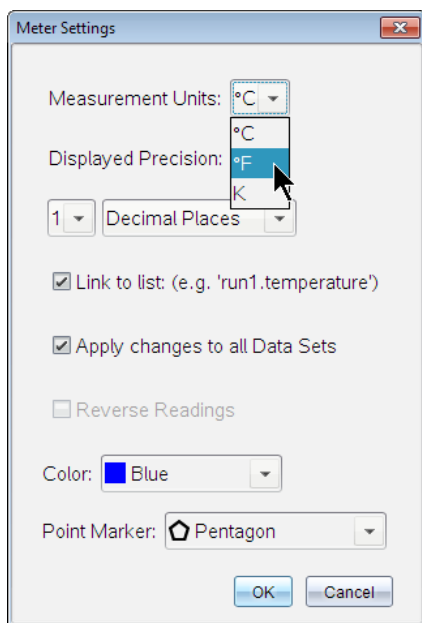 Meter Settings
Measurement Units: °C
°C
Displayed Precision: °F
K
1 Decimal Places
Link to list: (e.g. 'run1.temperature')
Apply changes to all Data Sets
Reverse Readings
Color: Blue
Point Marker: Pentagon
OK Cancel